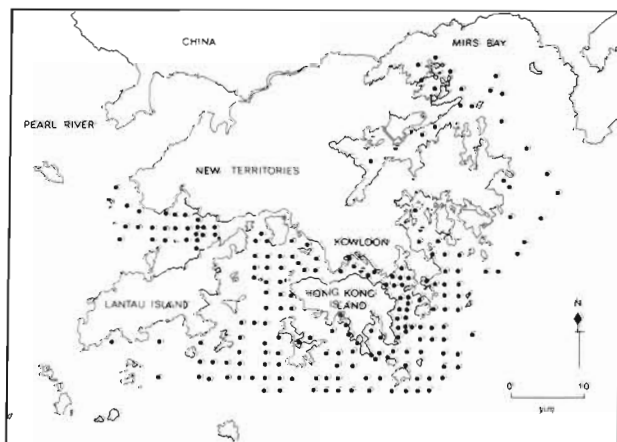 CHINA
MIRS BAY
PEARL RIVER
NEW TERRITORIES
KOWLOON
LANTAU ISLAND
HONG KONG
ISLAND
N
0 10